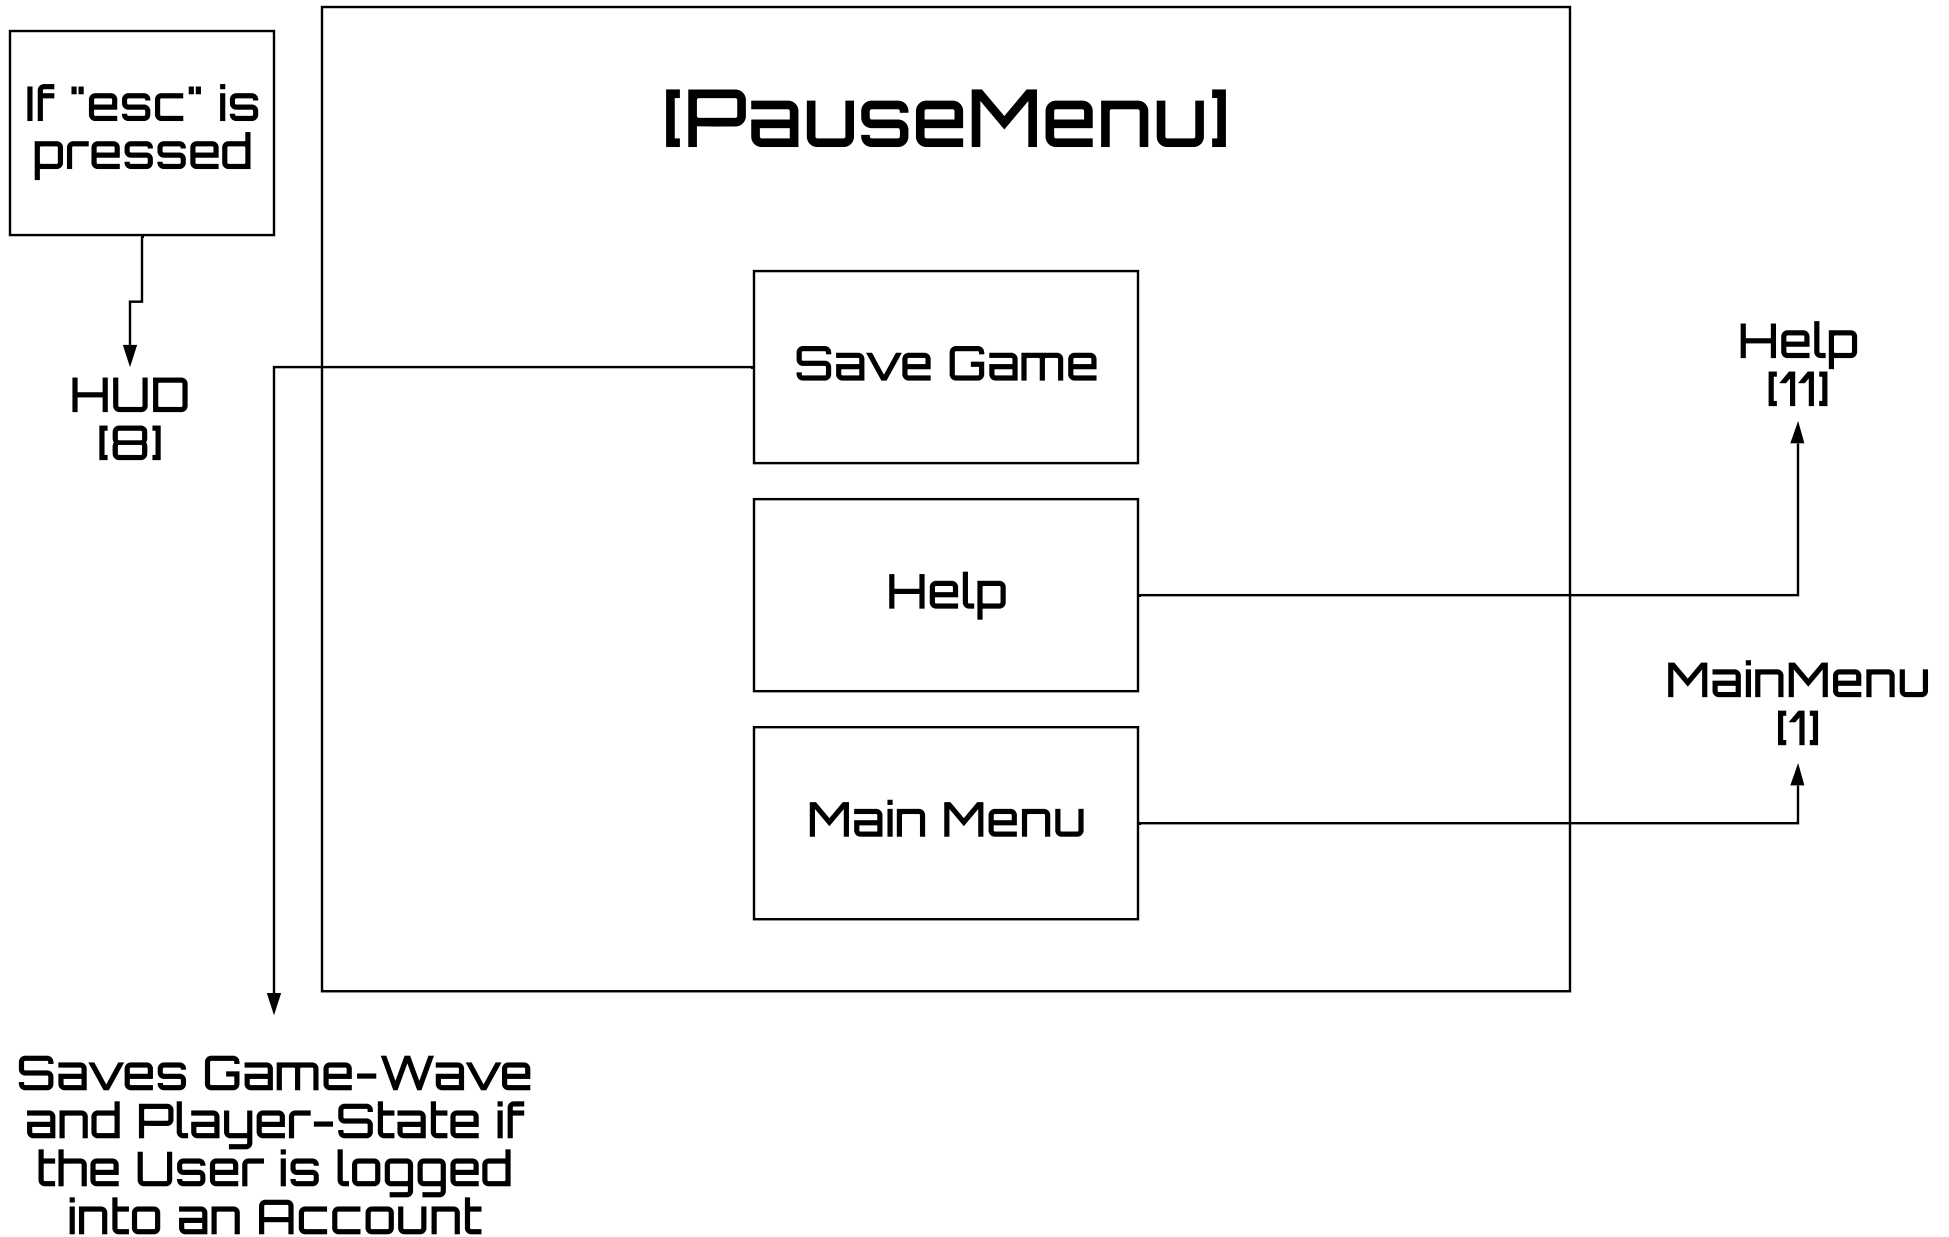 If "esc" is
pressed
HUD
[8]
[PauseMenu]
Save Game
Help
Main Menu
Help
[11]
MainMenu
[1]
Saves Game-Wave
and Player-State if
the User is logged
into an Account